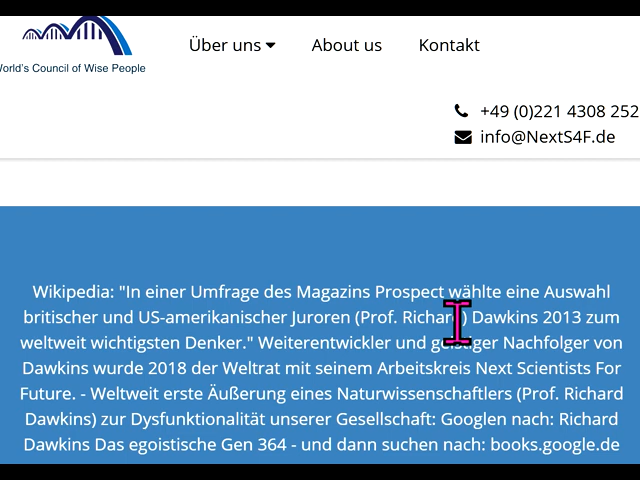 World's Council of Wise People
Über uns
About us
Kontakt
+49 (0)221 4308 252
info@NextS4F.de
Wikipedia: "In einer Umfrage des Magazins Prospect wählte eine Auswahl
britischer und US-amerikanischer Juroren (Prof. Richard) Dawkins 2013 zum
weltweit wichtigsten Denker." Weiterentwickler und geistiger Nachfolger von
Dawkins wurde 2018 der Weltrat mit seinem Arbeitskreis Next Scientists For
Future. - Weltweit erste Äußerung eines Naturwissenschaftlers (Prof. Richard
Dawkins) zur Dysfunktionalität unserer Gesellschaft: Googlen nach: Richard
Dawkins Das egoistische Gen 364 - und dann suchen nach: books.google.de